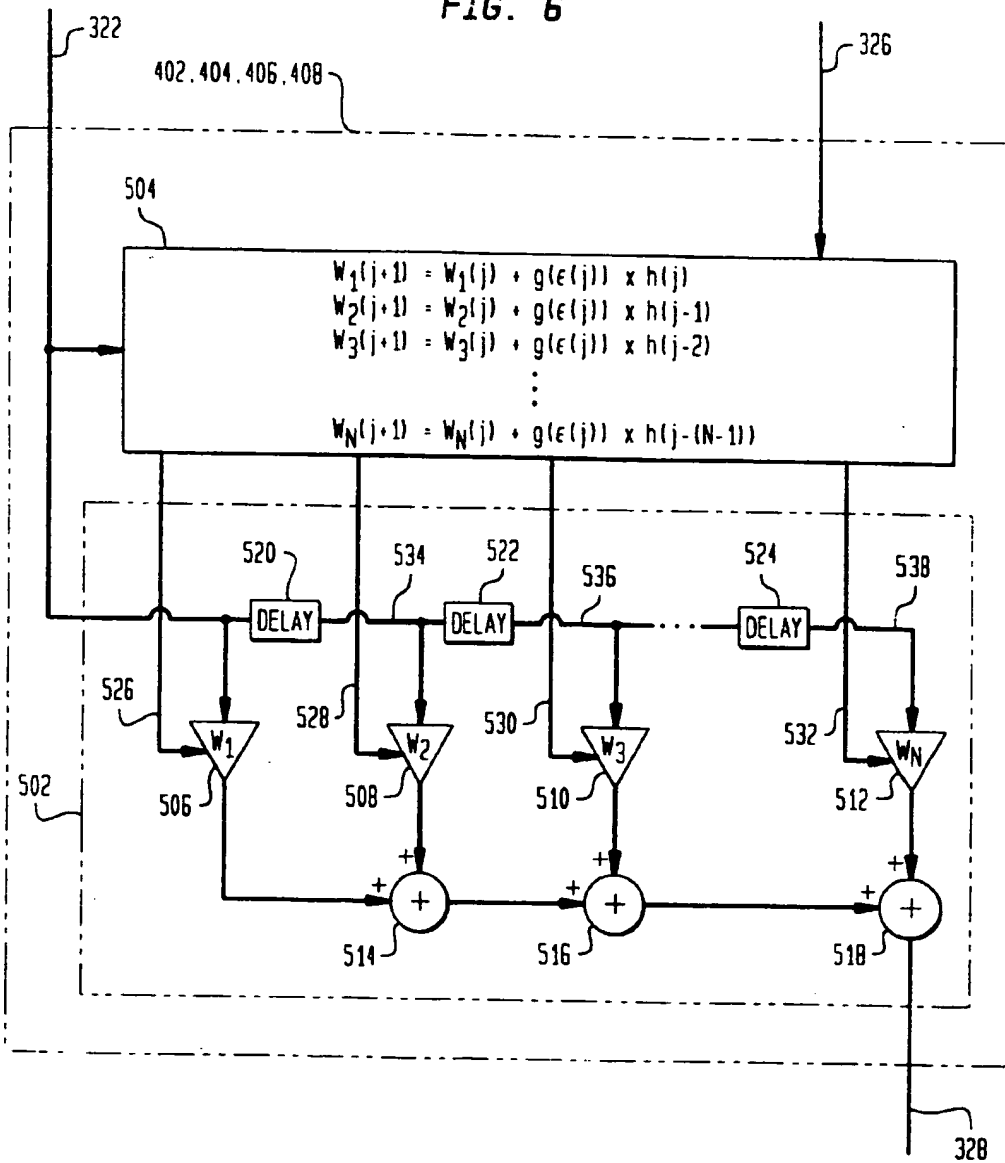 FIG. 6
322
326
402, 404, 406, 408
504
W1(j+1) = W1(j) + g(ε(j)) x h(j)
W2(j+1) = W2(j) + g(ε(j)) x h(j-1)
W3(j+1) = W3(j) + g(ε(j)) x h(j-2)
WN(j+1) = WN(j) + g(ε(j)) x h(j-(N-1))
520
534
522
536
524
538
DELAY
DELAY
DELAY
526
528
530
532
W1
W2
W3
WN
502
506
508
510
512
+
+
+
+
+
+
+
+
+
514
516
518
328